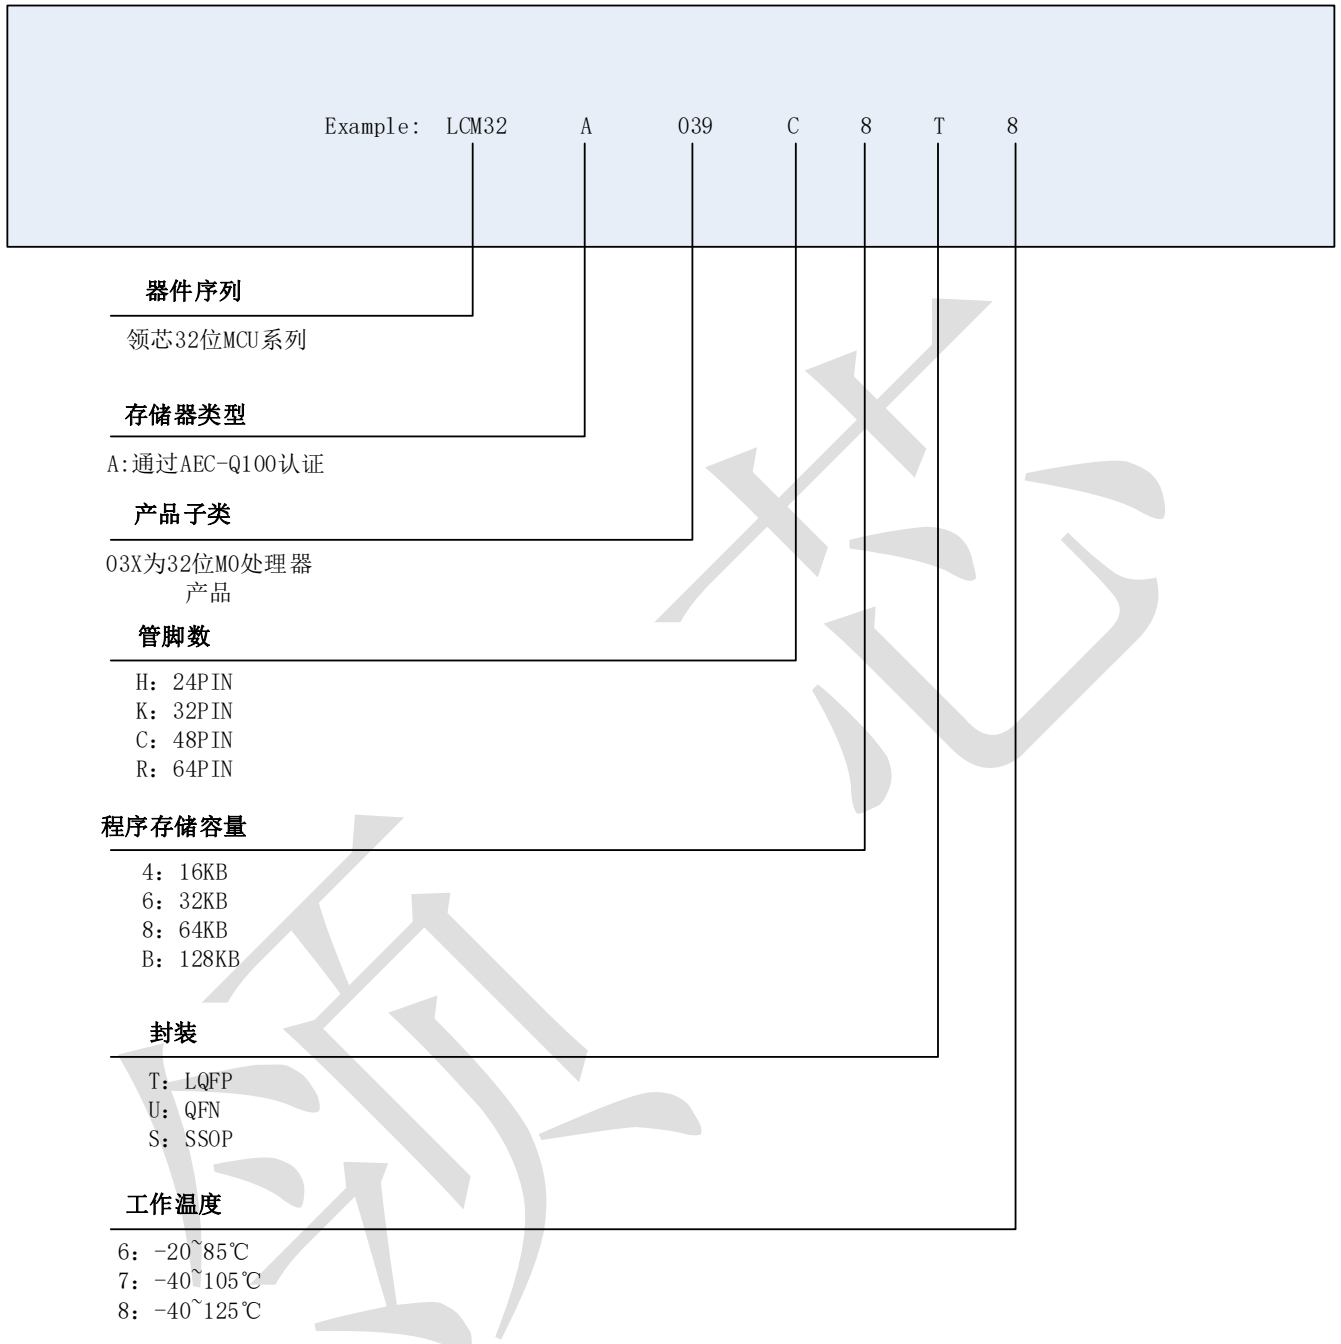 Example: LCM32 A 039 C 8 T 8
器件序列
领芯32位MCU系列
存储器类型
A:通过AEC-Q100认证
产品子类
03X为32位M0处理器
产品
管脚数
H: 24PIN
K: 32PIN
C: 48PIN
R: 64PIN
程序存储容量
4: 16KB
6: 32KB
8: 64KB
B: 128KB
封装
T: LQFP
U: QFN
S: SSOP
工作温度
6: -20~85℃
7: -40~105℃
8: -40~125℃
领芯